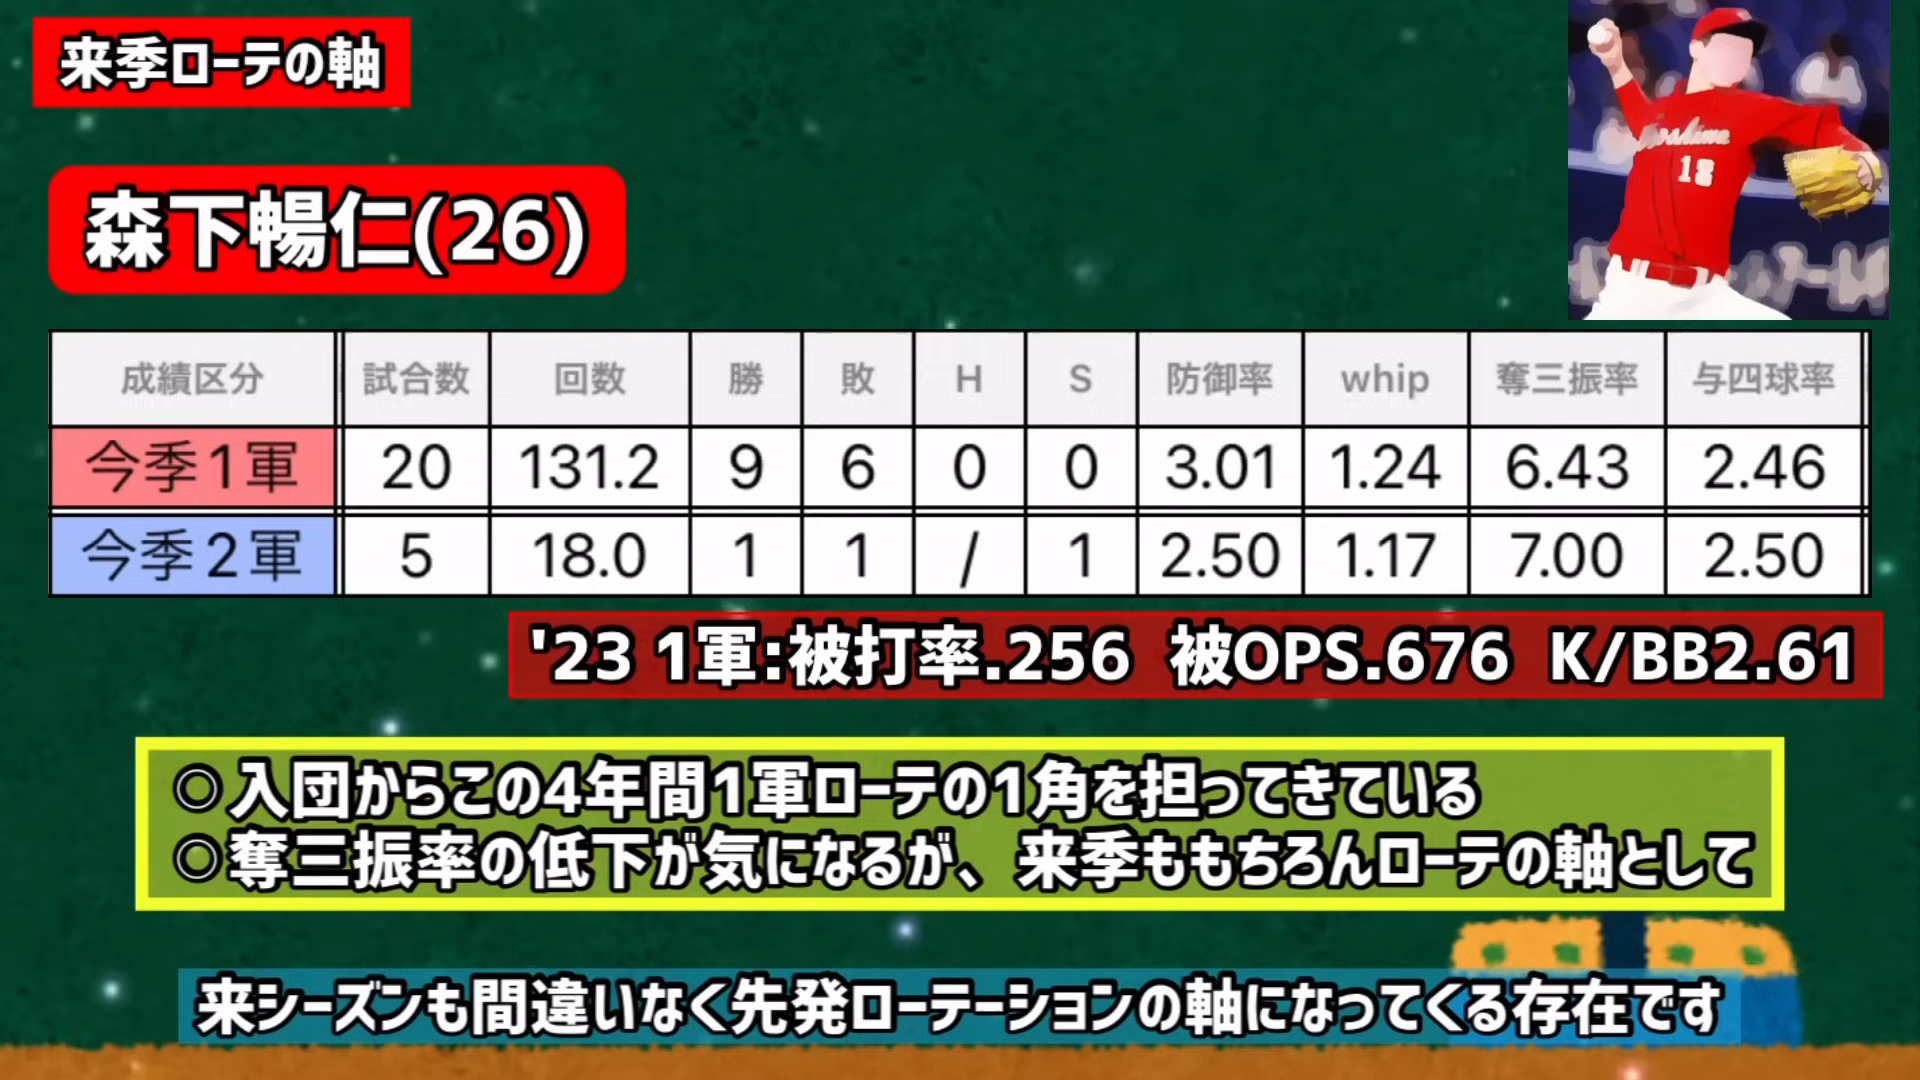 来季ローテの軸
Hiroshima
18
森下暢仁(26)
成績区分 試合数 回数 勝 敗 H S 防御率 whip 奪三振率 与四球率
今季1軍 20 131.2 9 6 0 0 3.01 1.24 6.43 2.46
今季2軍 5 18.0 1 1 / 1 2.50 1.17 7.00 2.50
'23 1軍:被打率.256 被OPS.676 K/BB2.61
○入団からこの4年間1軍ローテの1角を担ってきている
○奪三振率の低下が気になるが、来季ももちろんローテの軸として
来シーズンも間違いなく先発ローテーションの軸になってくる存在です